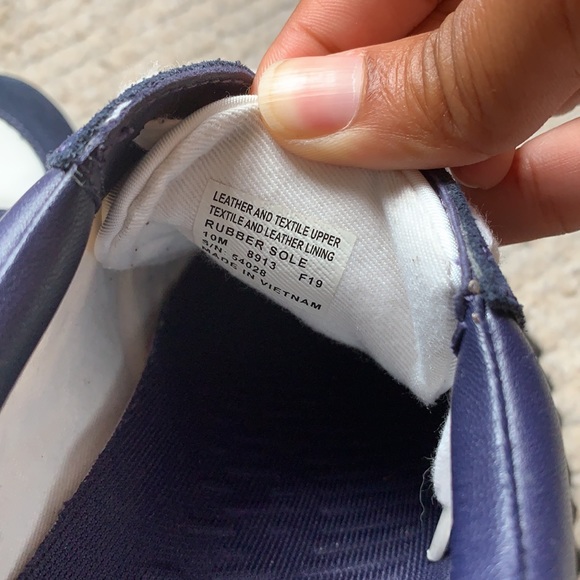 LEATHER AND TEXTILE UPPER
TEXTILE AND LEATHER LINING
RUBBER SOLE
10M 8913 F19
S/N 54028
MADE IN VIETNAM